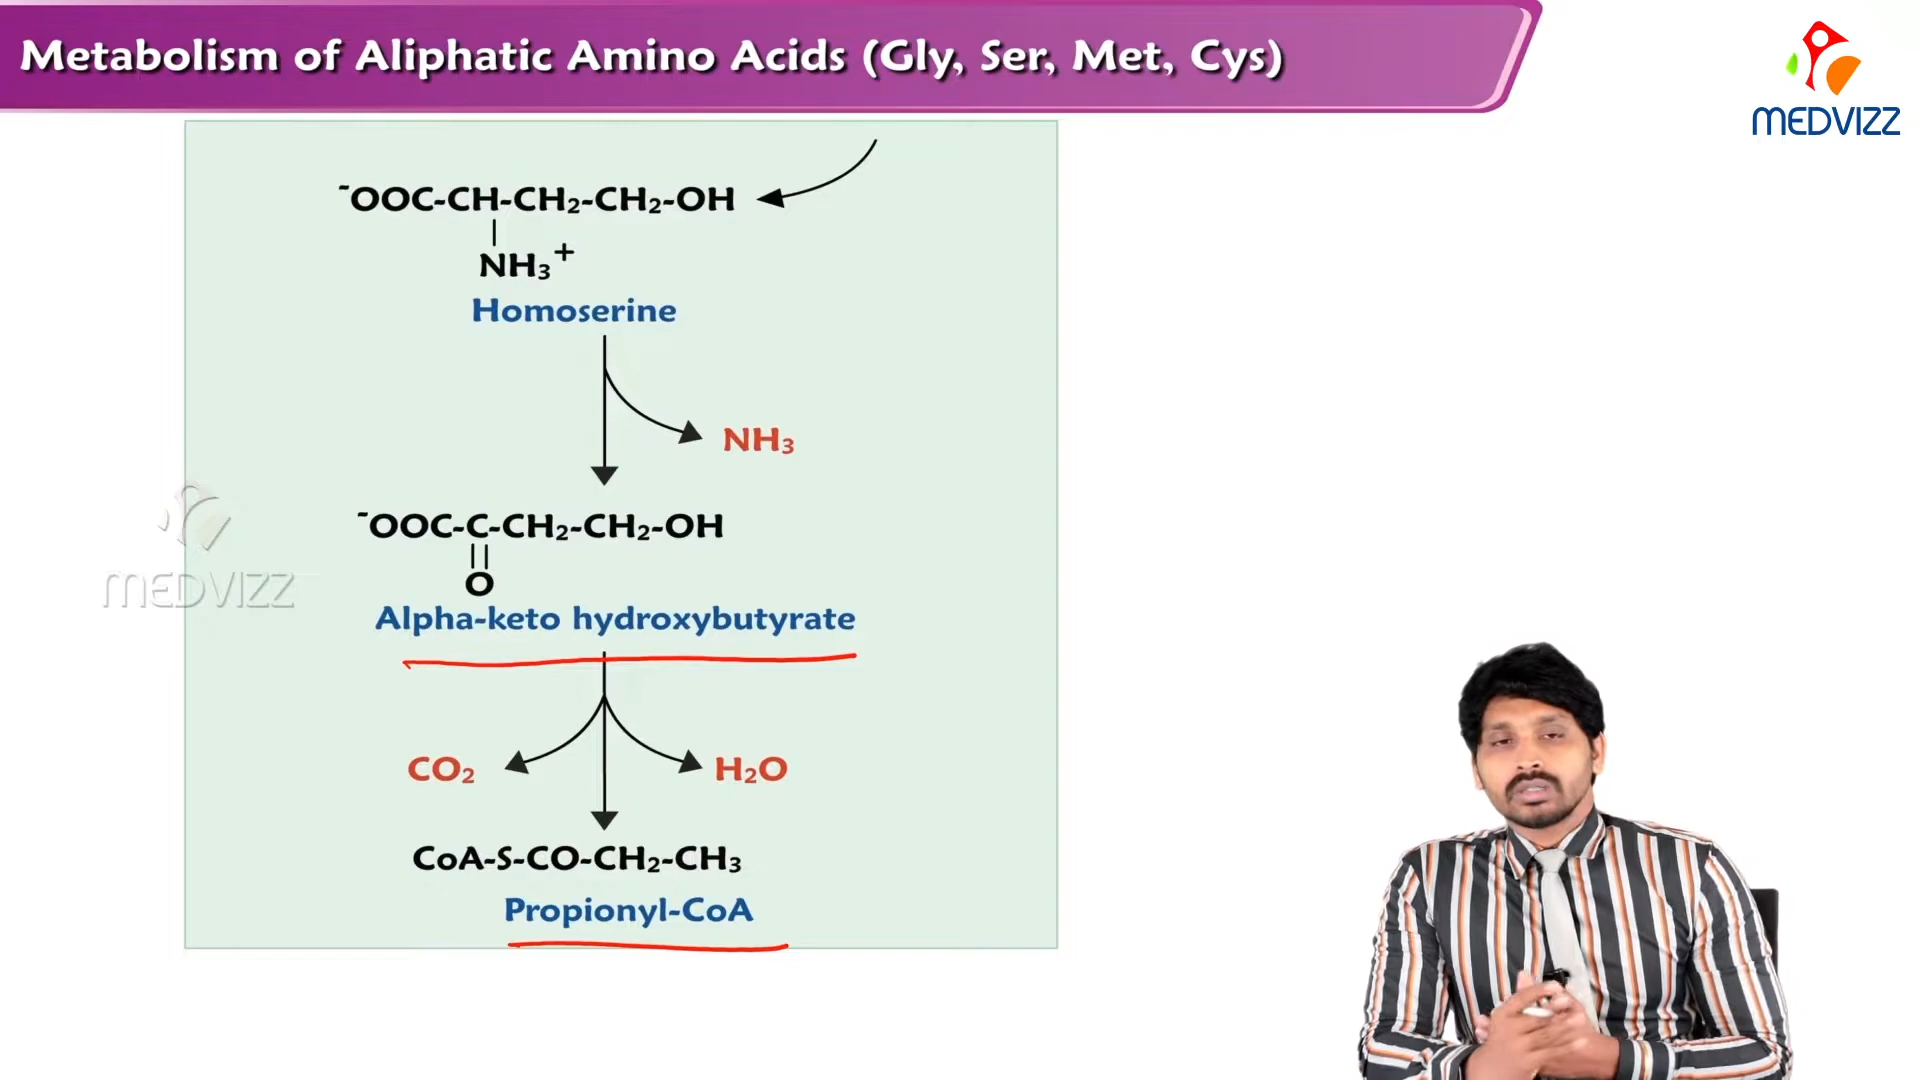 Metabolism of Aliphatic Amino Acids (Gly, Ser, Met, Cys)
MEDVIZZ
⁻OOC-CH-CH₂-CH₂-OH
NH₃⁺
Homoserine
NH₃
⁻OOC-C-CH₂-CH₂-OH
O
MEDVIZZ
Alpha-keto hydroxybutyrate
CO₂
H₂O
CoA-S-CO-CH₂-CH₃
Propionyl-CoA